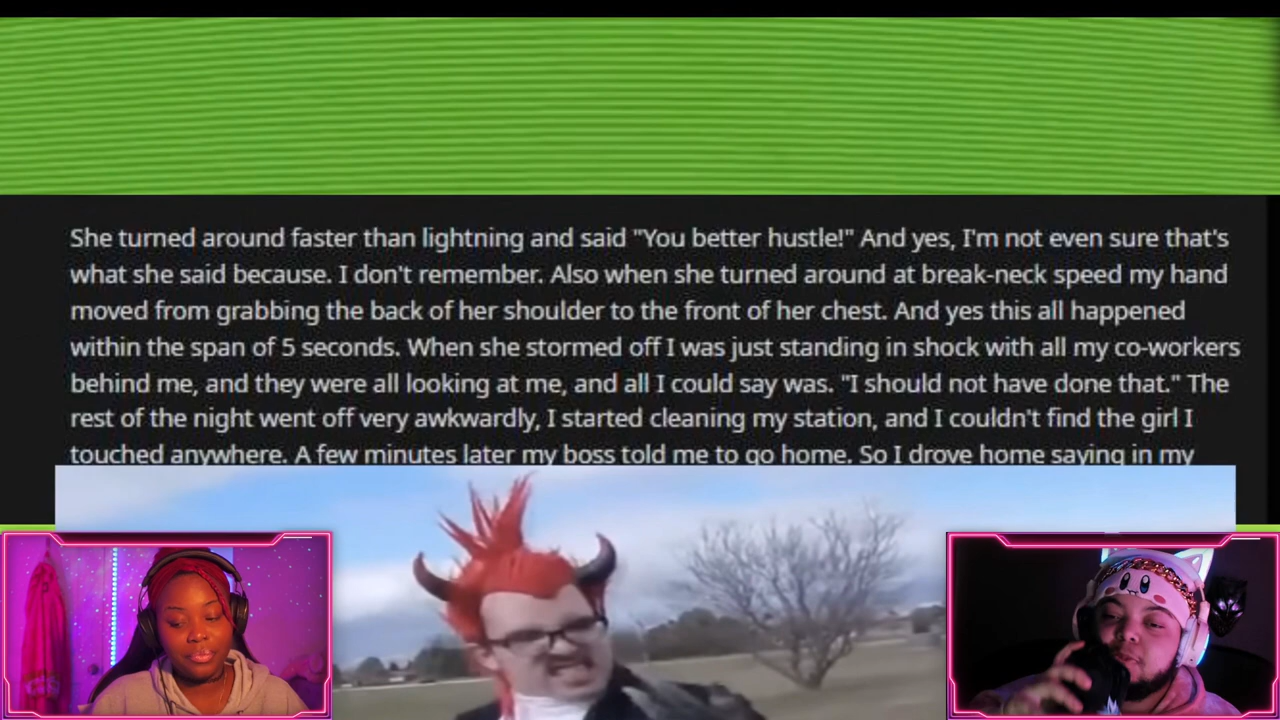 She turned around faster than lightning and said "You better hustle!" And yes, I'm not even sure that's
what she said because. I don't remember. Also when she turned around at break-neck speed my hand
moved from grabbing the back of her shoulder to the front of her chest. And yes this all happened
within the span of 5 seconds. When she stormed off I was just standing in shock with all my co-workers
behind me, and they were all looking at me, and all I could say was. "I should not have done that." The
rest of the night went off very awkwardly, I started cleaning my station, and I couldn't find the girl I
touched anywhere. A few minutes later my boss told me to go home. So I drove home saying in my